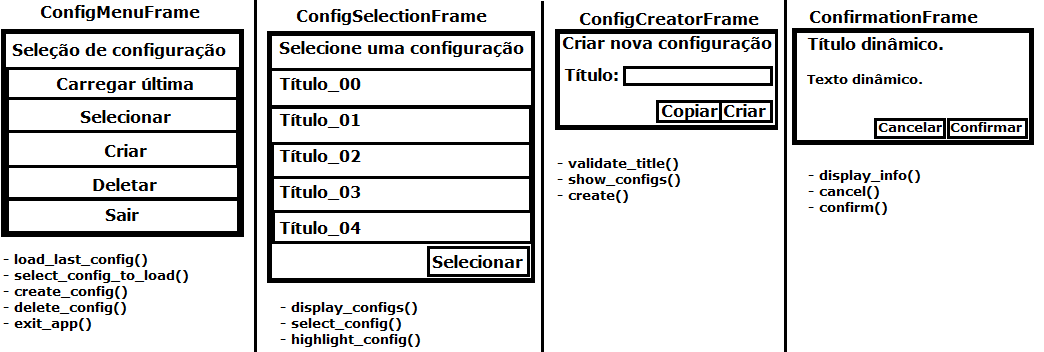 ConfigMenuFrame
Seleção de configuração
Carregar última
Selecionar
Criar
Deletar
Sair
- load_last_config()
- select_config_to_load()
- create_config()
- delete_config()
- exit_app()
ConfigSelectionFrame
Selecione uma configuração
Título_00
Título_01
Título_02
Título_03
Título_04
Selecionar
- display_configs()
- select_config()
- highlight_config()
ConfigCreatorFrame
Criar nova configuração
Título:
Copiar Criar
- validate_title()
- show_configs()
- create()
ConfirmationFrame
Título dinâmico.
Texto dinâmico.
Cancelar Confirmar
- display_info()
- cancel()
- confirm()